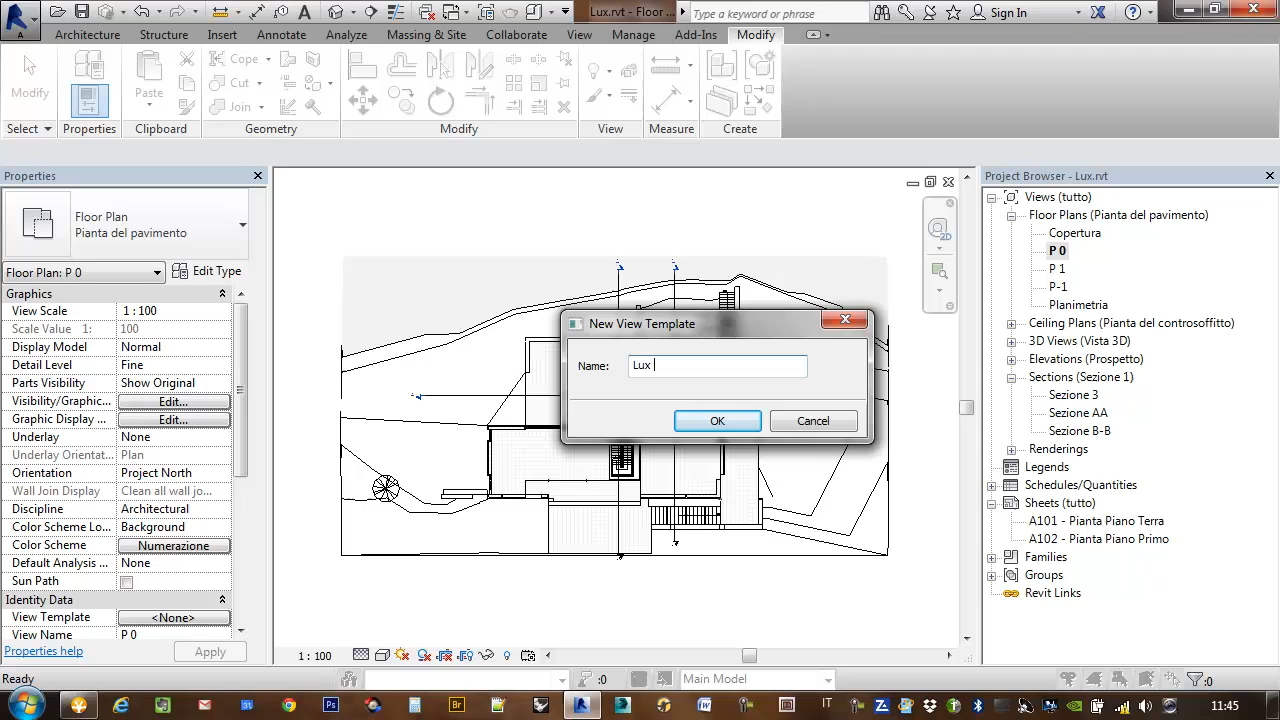 Lux.rvt - Floor ...
Type a keyword or phrase
Sign In
Architecture
Structure
Insert
Annotate
Analyze
Massing & Site
Collaborate
View
Manage
Add-Ins
Modify
Modify
Paste
Cope
Cut
Join
Select
Properties
Clipboard
Geometry
Modify
View
Measure
Create
Properties
Floor Plan
Pianta del pavimento
Floor Plan: P 0
Edit Type
Graphics
View Scale 1 : 100
Scale Value 1: 100
Display Model Normal
Detail Level Fine
Parts Visibility Show Original
Visibility/Graphic... Edit...
Graphic Display ... Edit...
Underlay None
Underlay Orientat... Plan
Orientation Project North
Wall Join Display Clean all wall jo...
Discipline Architectural
Color Scheme Lo... Background
Color Scheme Numerazione
Default Analysis ... None
Sun Path
Identity Data
View Template <None>
View Name P 0
Properties help
Apply
2D
New View Template
Name: Lux
OK
Cancel
Project Browser - Lux.rvt
Views (tutto)
Floor Plans (Pianta del pavimento)
Copertura
P 0
P 1
P-1
Planimetria
Ceiling Plans (Pianta del controsoffitto)
3D Views (Vista 3D)
Elevations (Prospetto)
Sections (Sezione 1)
Sezione 3
Sezione AA
Sezione B-B
Renderings
Legends
Schedules/Quantities
Sheets (tutto)
A101 - Pianta Piano Terra
A102 - Pianta Piano Primo
Families
Groups
Revit Links
1 : 100
Ready
:0
Main Model
:0
Ps
Br
IT
11:45